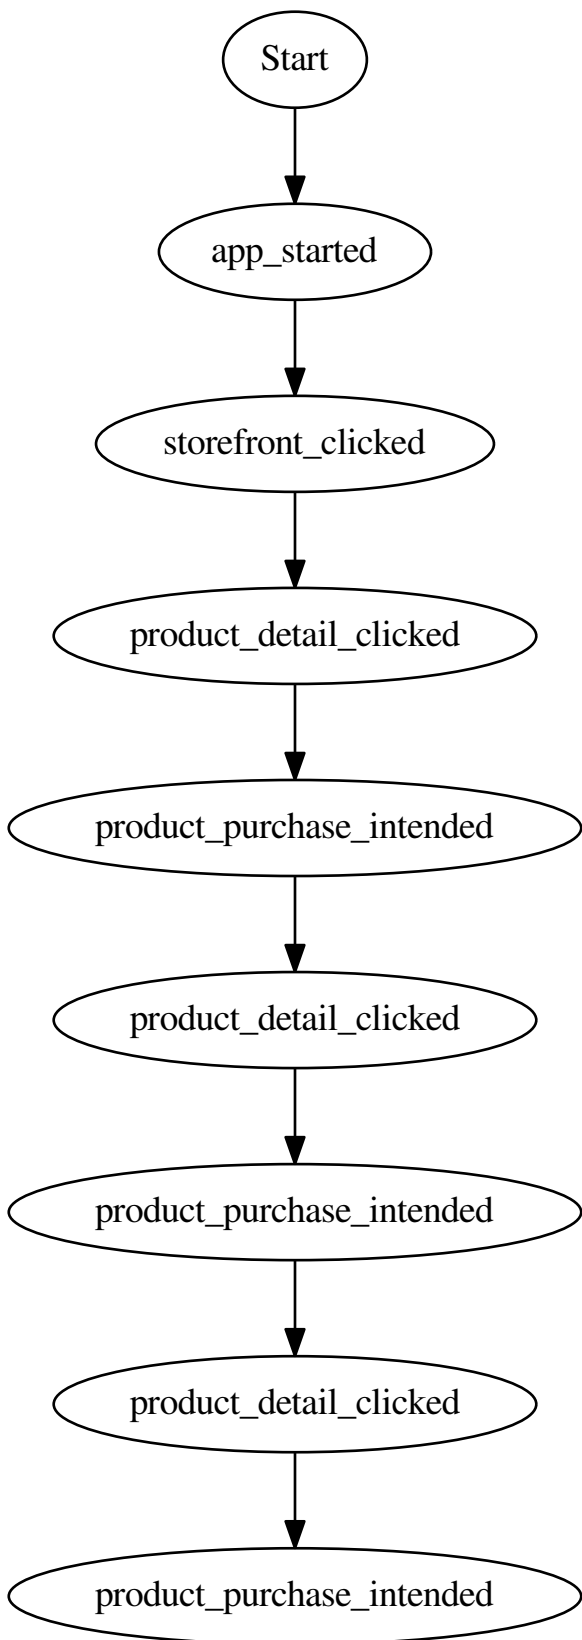 Start
app_started
storefront_clicked
product_detail_clicked
product_purchase_intended
product_detail_clicked
product_purchase_intended
product_detail_clicked
product_purchase_intended